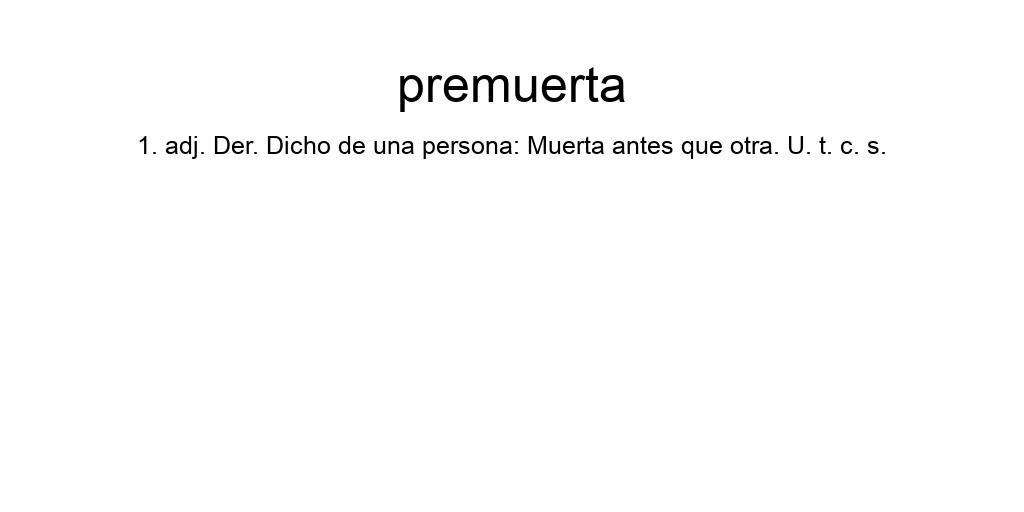 premuerta
1. adj. Der. Dicho de una persona: Muerta antes que otra. U. t. c. s.